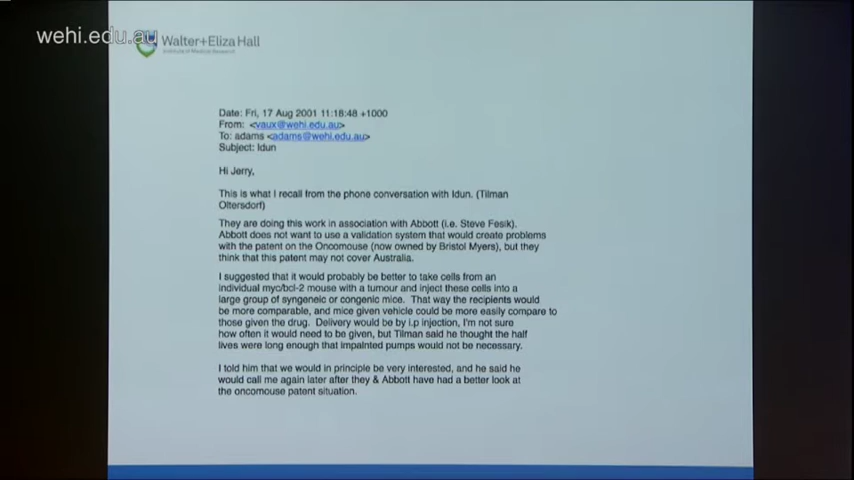 wehi.edu.au
Walter+Eliza Hall
Institute of Medical Research
Date: Fri, 17 Aug 2001 11:16:48 +1000
From: <vaux@wehi.edu.au>
To: adams <adams@wehi.edu.au>
Subject: Idun
Hi Jerry,
This is what I recall from the phone conversation with Idun. (Tilman
Oltersdorf)
They are doing this work in association with Abbott (i.e. Steve Fesik).
Abbott does not want to use a validation system that would create problems
with the patent on the Oncomouse (now owned by Bristol Myers), but they
think that this patent may not cover Australia.
I suggested that it would probably be better to take cells from an
individual myc/bcl-2 mouse with a tumour and inject these cells into a
large group of syngeneic or congenic mice.  That way the recipients would
be more comparable, and mice given vehicle could be more easily compare to
those given the drug.  Delivery would be by i.p injection, I'm not sure
how often it would need to be given, but Tilman said he thought the half
lives were long enough that impalnted pumps would not be necessary.
I told him that we would in principle be very interested, and he said he
would call me again later after they & Abbott have had a better look at
the oncomouse patent situation.